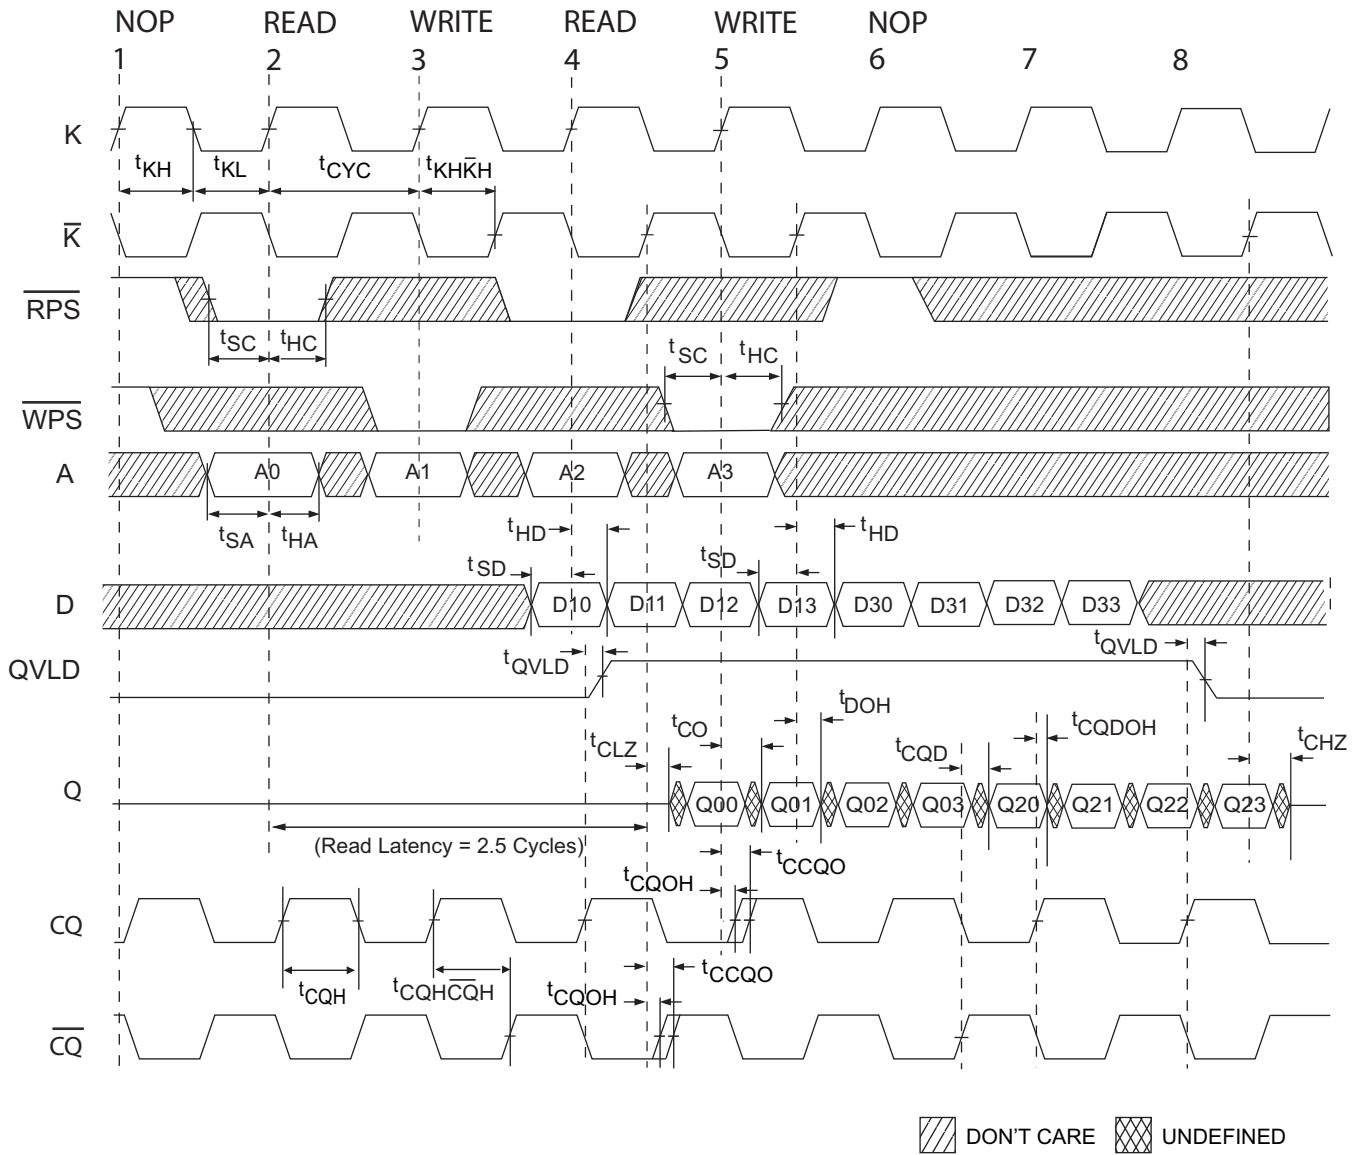 NOP READ WRITE READ WRITE NOP
1 2 3 4 5 6 7 8
K
tKH tKL tCYC tKHK̅H
K̅
R̅P̅S̅
tSC tHC
tSC tHC
W̅P̅S̅
A A0 A1 A2 A3
tSA tHA
tHD tHD
tSD tSD
D D10 D11 D12 D13 D30 D31 D32 D33
QVLD tQVLD tQVLD
tDOH
tCLZ tCO tCQD tCQDOH tCHZ
Q Q00 Q01 Q02 Q03 Q20 Q21 Q22 Q23
(Read Latency = 2.5 Cycles)
tCCQO
tCQOH
CQ
tCCQO
tCQH tCQHC̅Q̅H tCQOH
C̅Q̅
DON'T CARE UNDEFINED